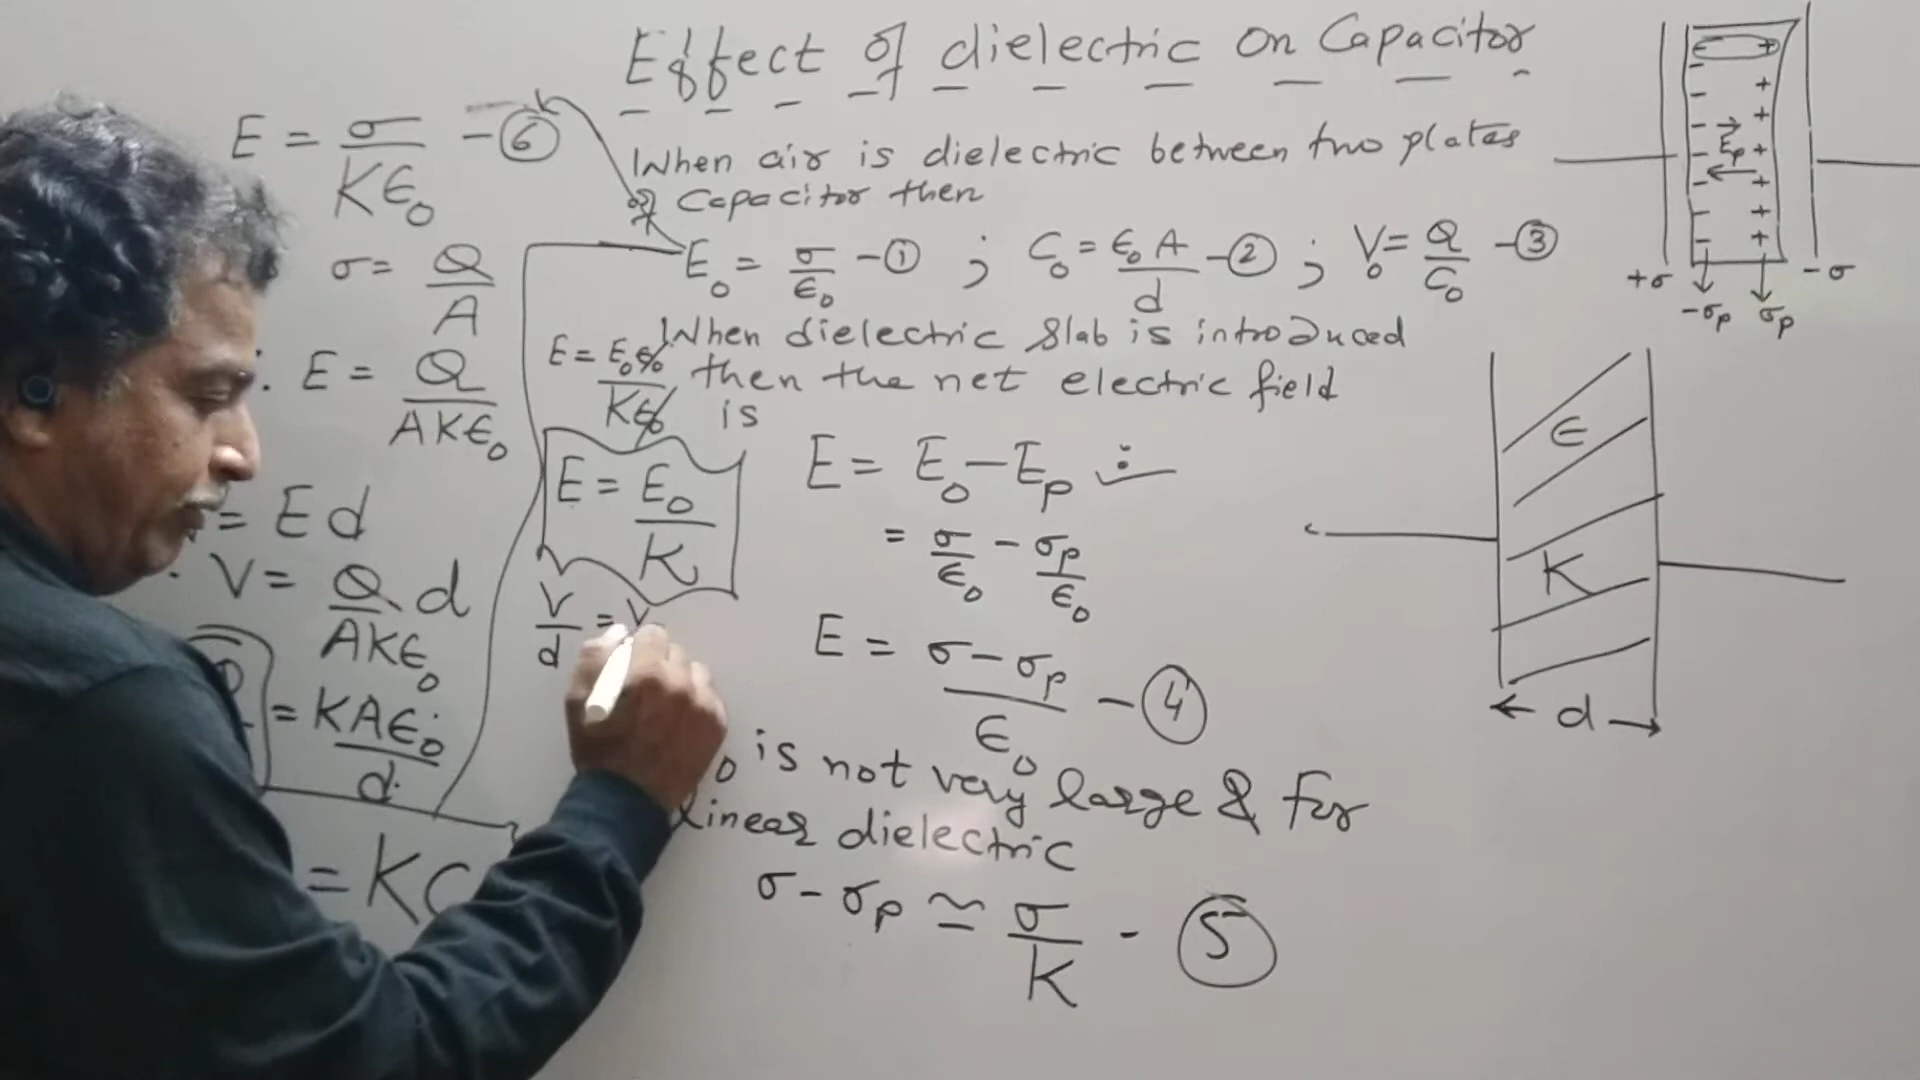 Effect of dielectric on Capacitor
When air is dielectric between two plates
of Capacitor then
E₀ = σ/ε₀ - ① ; C₀ = ε₀A/d - ② ; V₀ = Q/C₀ - ③
When dielectric slab is introduced
then the net electric field
is
E = E₀ - Eₚ
= σ/ε₀ - σₚ/ε₀
E = (σ - σₚ)/ε₀ - ④
₀ is not very large & for
linear dielectric
σ - σₚ ≃ σ/K - ⑤
E = σ/Kε₀ - ⑥
σ = Q/A
∴ E = Q/AKε₀
= Ed
V = Q/AKε₀ d
= KAε₀/d
= KC
E = E₀ε₀/Kε₀
E = E₀/K
V/d = V
- +
- +
- +
- → Eₚ +
- ← +
- +
- +
+σ
-σ
-σₚ
σₚ
ε
K
← d →